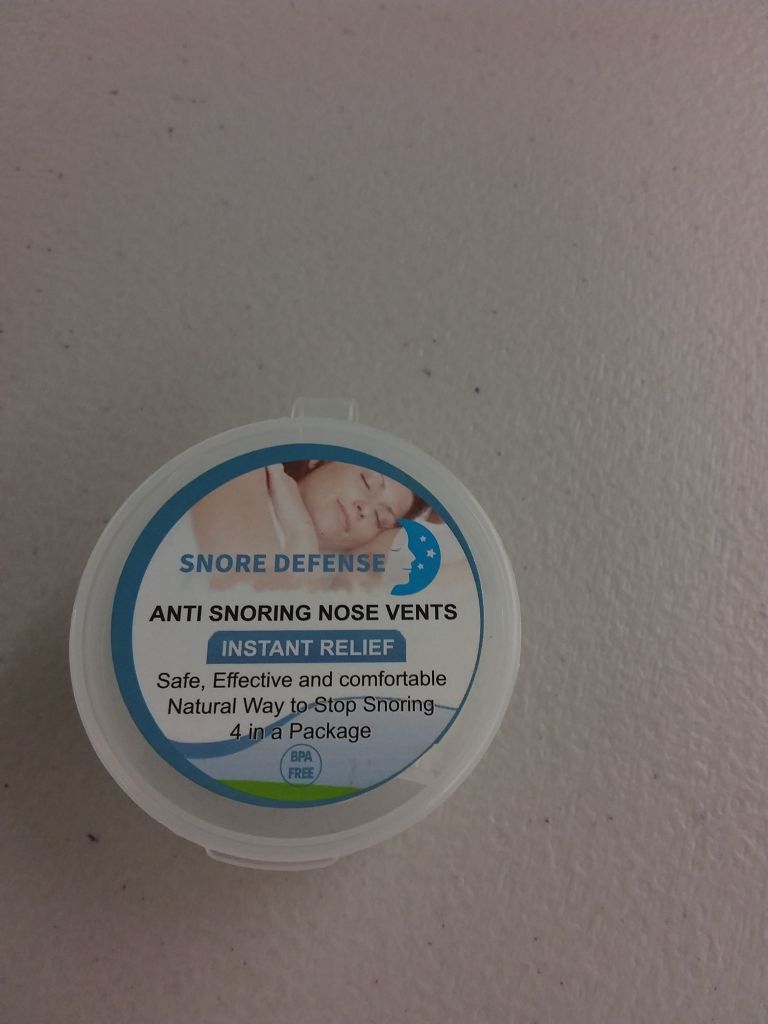 SNORE DEFENSE
ANTI SNORING NOSE VENTS
INSTANT RELIEF
Safe, Effective and comfortable
Natural Way to Stop Snoring
4 in a Package
BPA
FREE